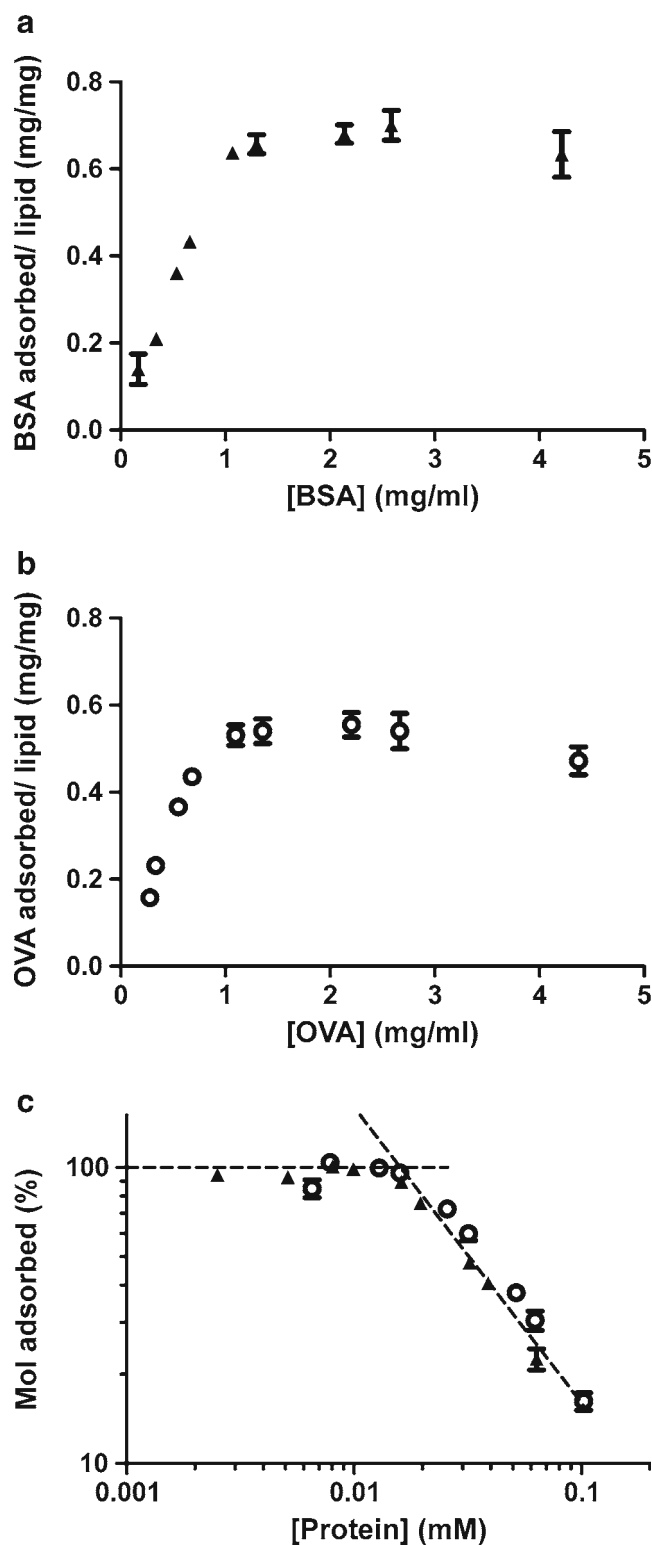 a
BSA adsorbed/ lipid (mg/mg)
0.8
0.6
0.4
0.2
0.0
0 1 2 3 4 5
[BSA] (mg/ml)
b
OVA adsorbed/ lipid (mg/mg)
0.8
0.6
0.4
0.2
0.0
0 1 2 3 4 5
[OVA] (mg/ml)
c
Mol adsorbed (%)
100
10
0.001 0.01 0.1
[Protein] (mM)